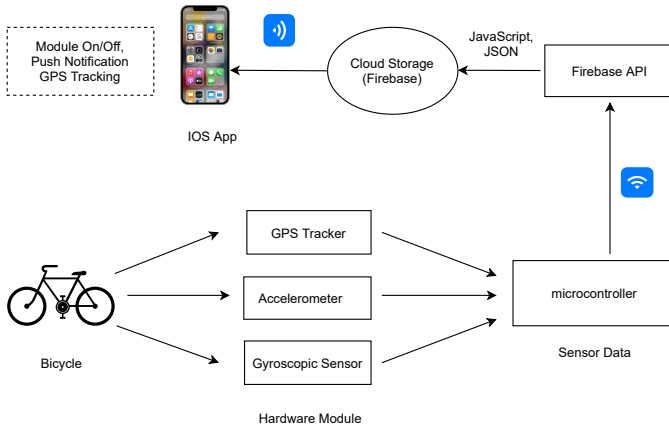 Module On/Off,
Push Notification
GPS Tracking
IOS App
Cloud Storage
(Firebase)
JavaScript,
JSON
Firebase API
GPS Tracker
Accelerometer
Gyroscopic Sensor
microcontroller
Bicycle
Sensor Data
Hardware Module